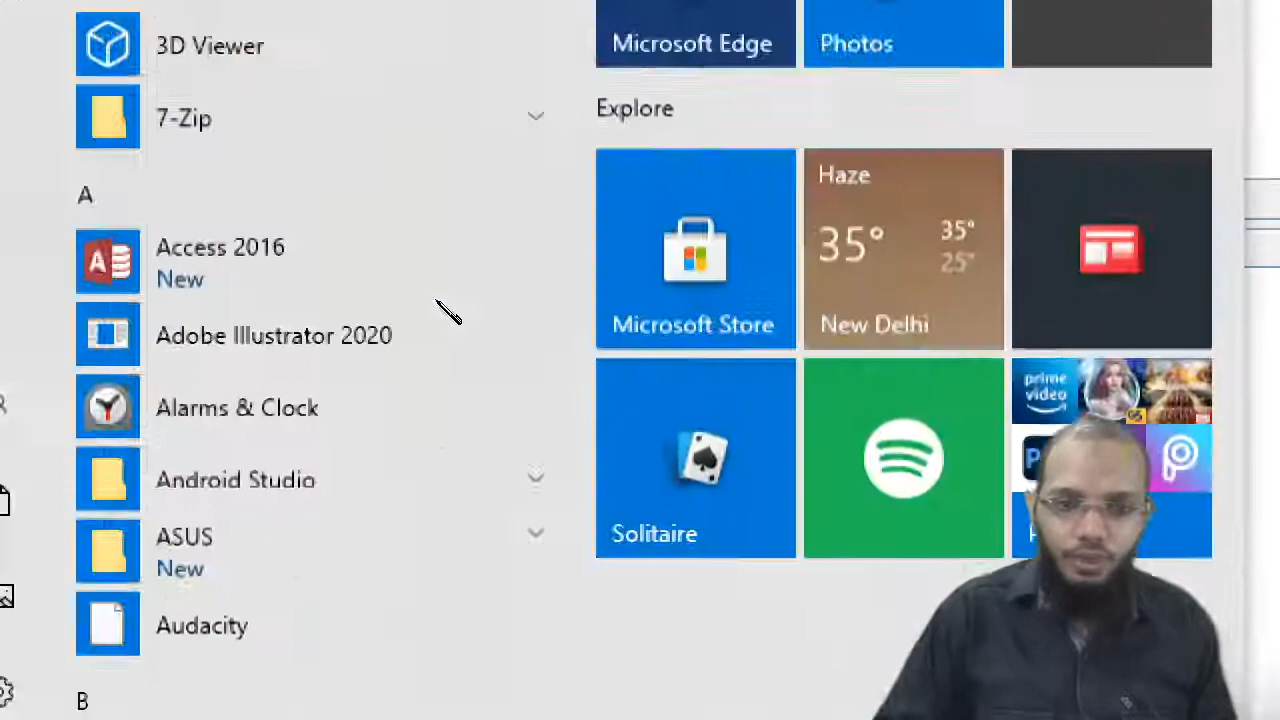 3D Viewer
7-Zip
A
Access 2016
New
Adobe Illustrator 2020
Alarms & Clock
Android Studio
ASUS
New
Audacity
B
Microsoft Edge
Photos
Explore
Microsoft Store
Haze
35°
35°
25°
New Delhi
Solitaire
prime video